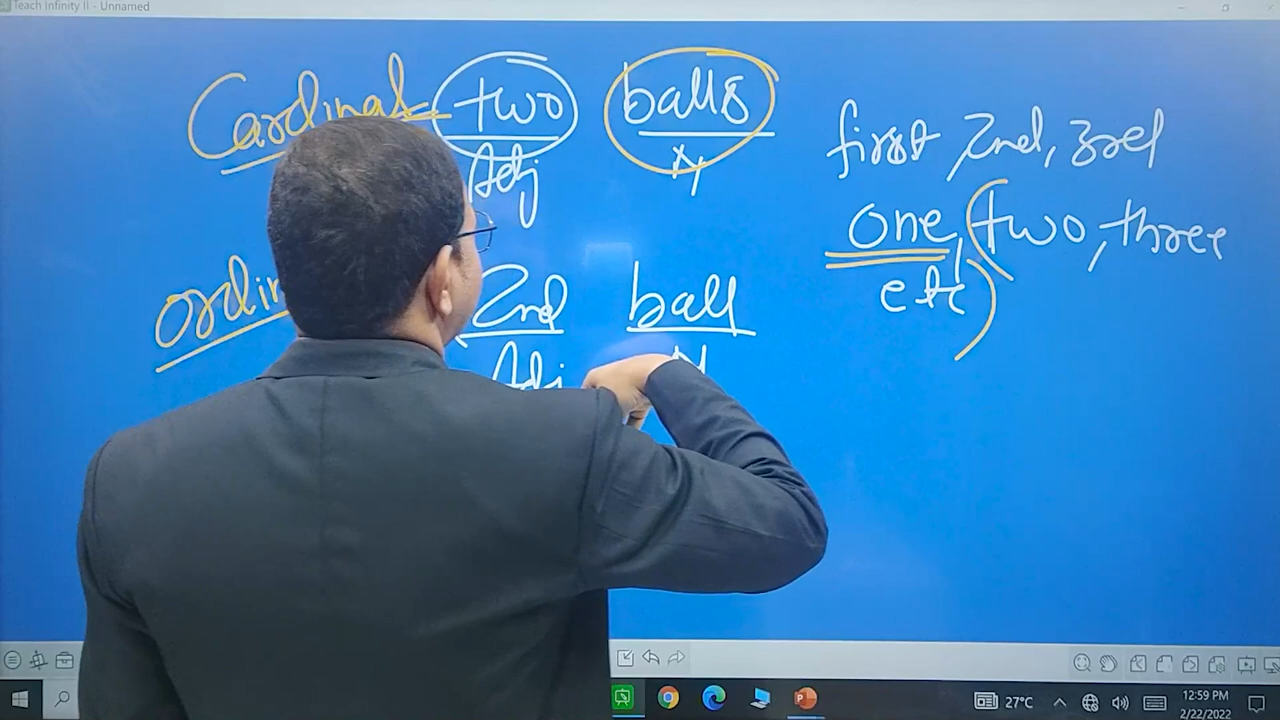 Teach Infinity II - Unnamed
Cardinal two balls
Adj N
first, 2nd, 3rd
one, two, three
etc
2nd ball
Adj N
27°C
12:59 PM
2/22/2022